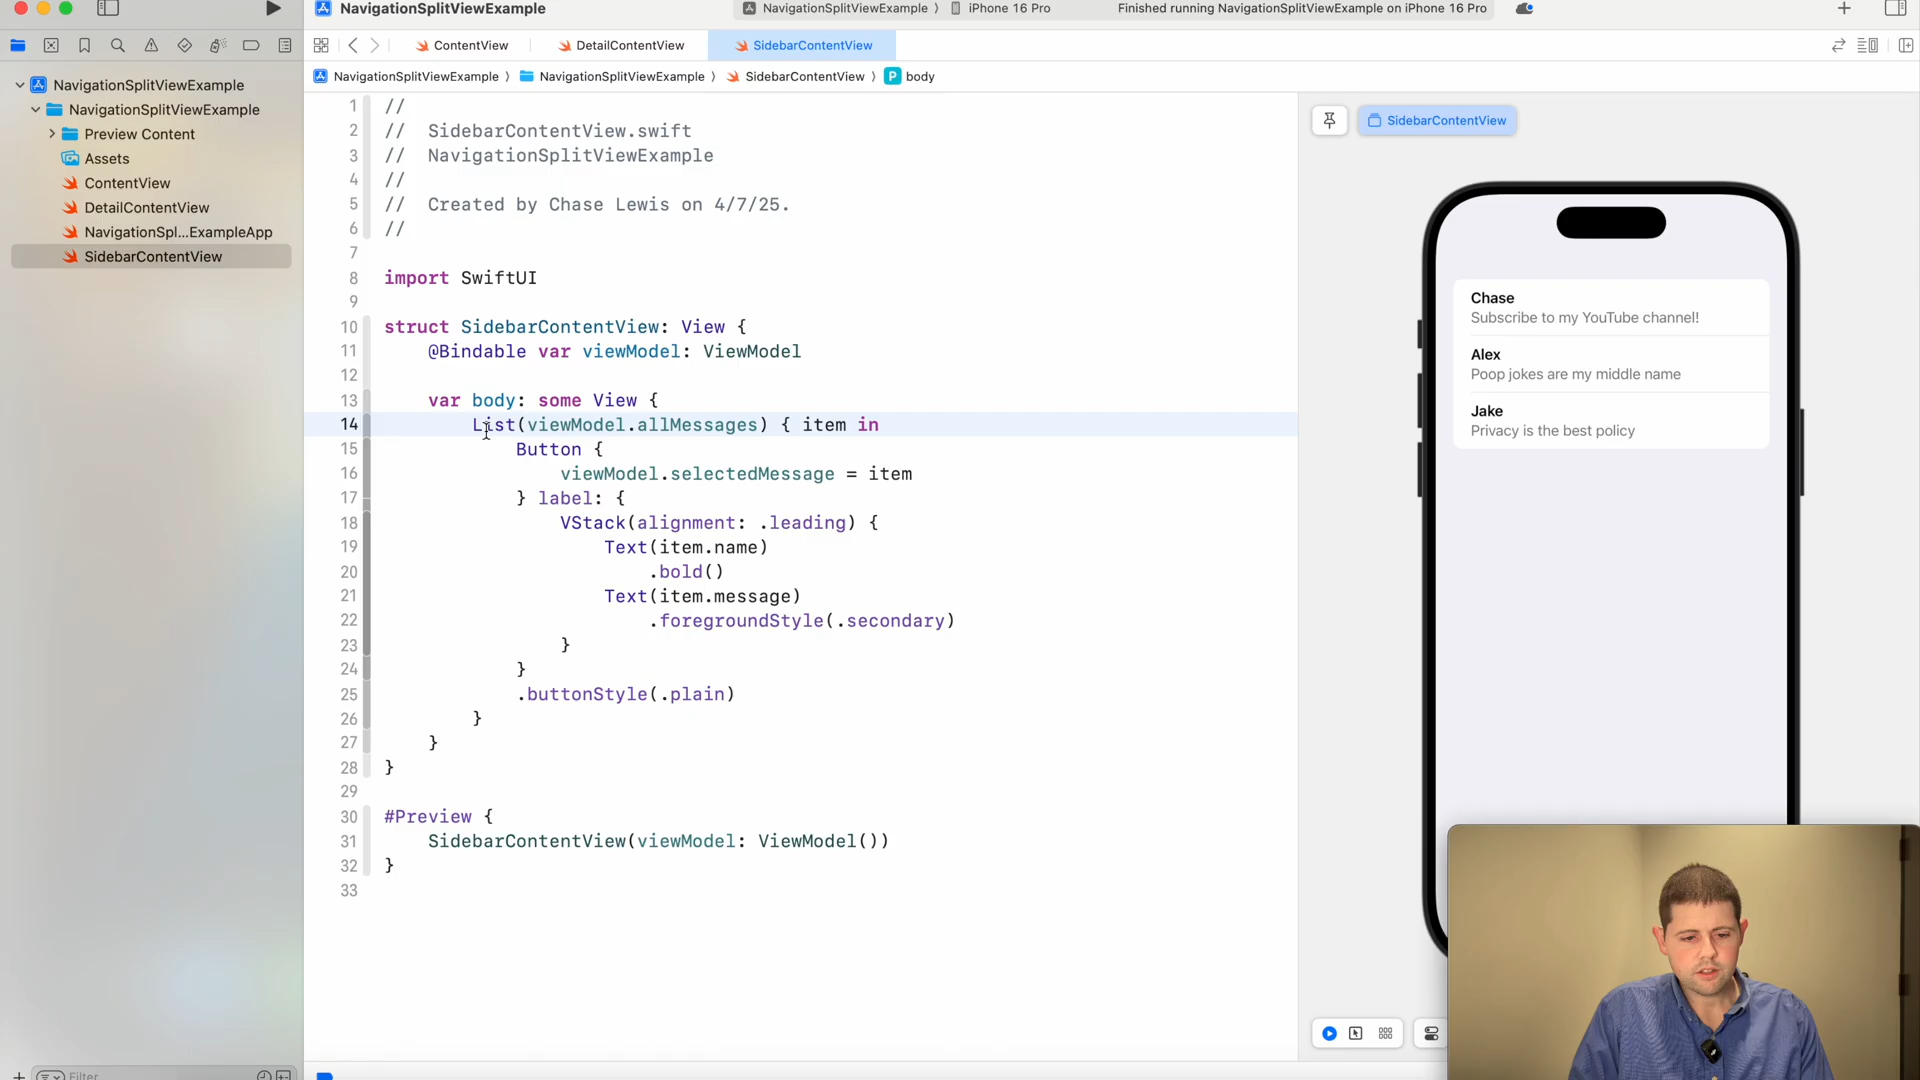 NavigationSplitViewExample
NavigationSplitViewExample 〉 iPhone 16 Pro
Finished running NavigationSplitViewExample on iPhone 16 Pro
ContentView
DetailContentView
SidebarContentView
NavigationSplitViewExample 〉 NavigationSplitViewExample 〉 SidebarContentView 〉 P body
NavigationSplitViewExample
NavigationSplitViewExample
Preview Content
Assets
ContentView
DetailContentView
NavigationSpl...ExampleApp
SidebarContentView
Filter
1 //
2 // SidebarContentView.swift
3 // NavigationSplitViewExample
4 //
5 // Created by Chase Lewis on 4/7/25.
6 //
7
8 import SwiftUI
9
10 struct SidebarContentView: View {
11 @Bindable var viewModel: ViewModel
12
13 var body: some View {
14 List(viewModel.allMessages) { item in
15 Button {
16 viewModel.selectedMessage = item
17 } label: {
18 VStack(alignment: .leading) {
19 Text(item.name)
20 .bold()
21 Text(item.message)
22 .foregroundStyle(.secondary)
23 }
24 }
25 .buttonStyle(.plain)
26 }
27 }
28 }
29
30 #Preview {
31 SidebarContentView(viewModel: ViewModel())
32 }
33
SidebarContentView
Chase
Subscribe to my YouTube channel!
Alex
Poop jokes are my middle name
Jake
Privacy is the best policy